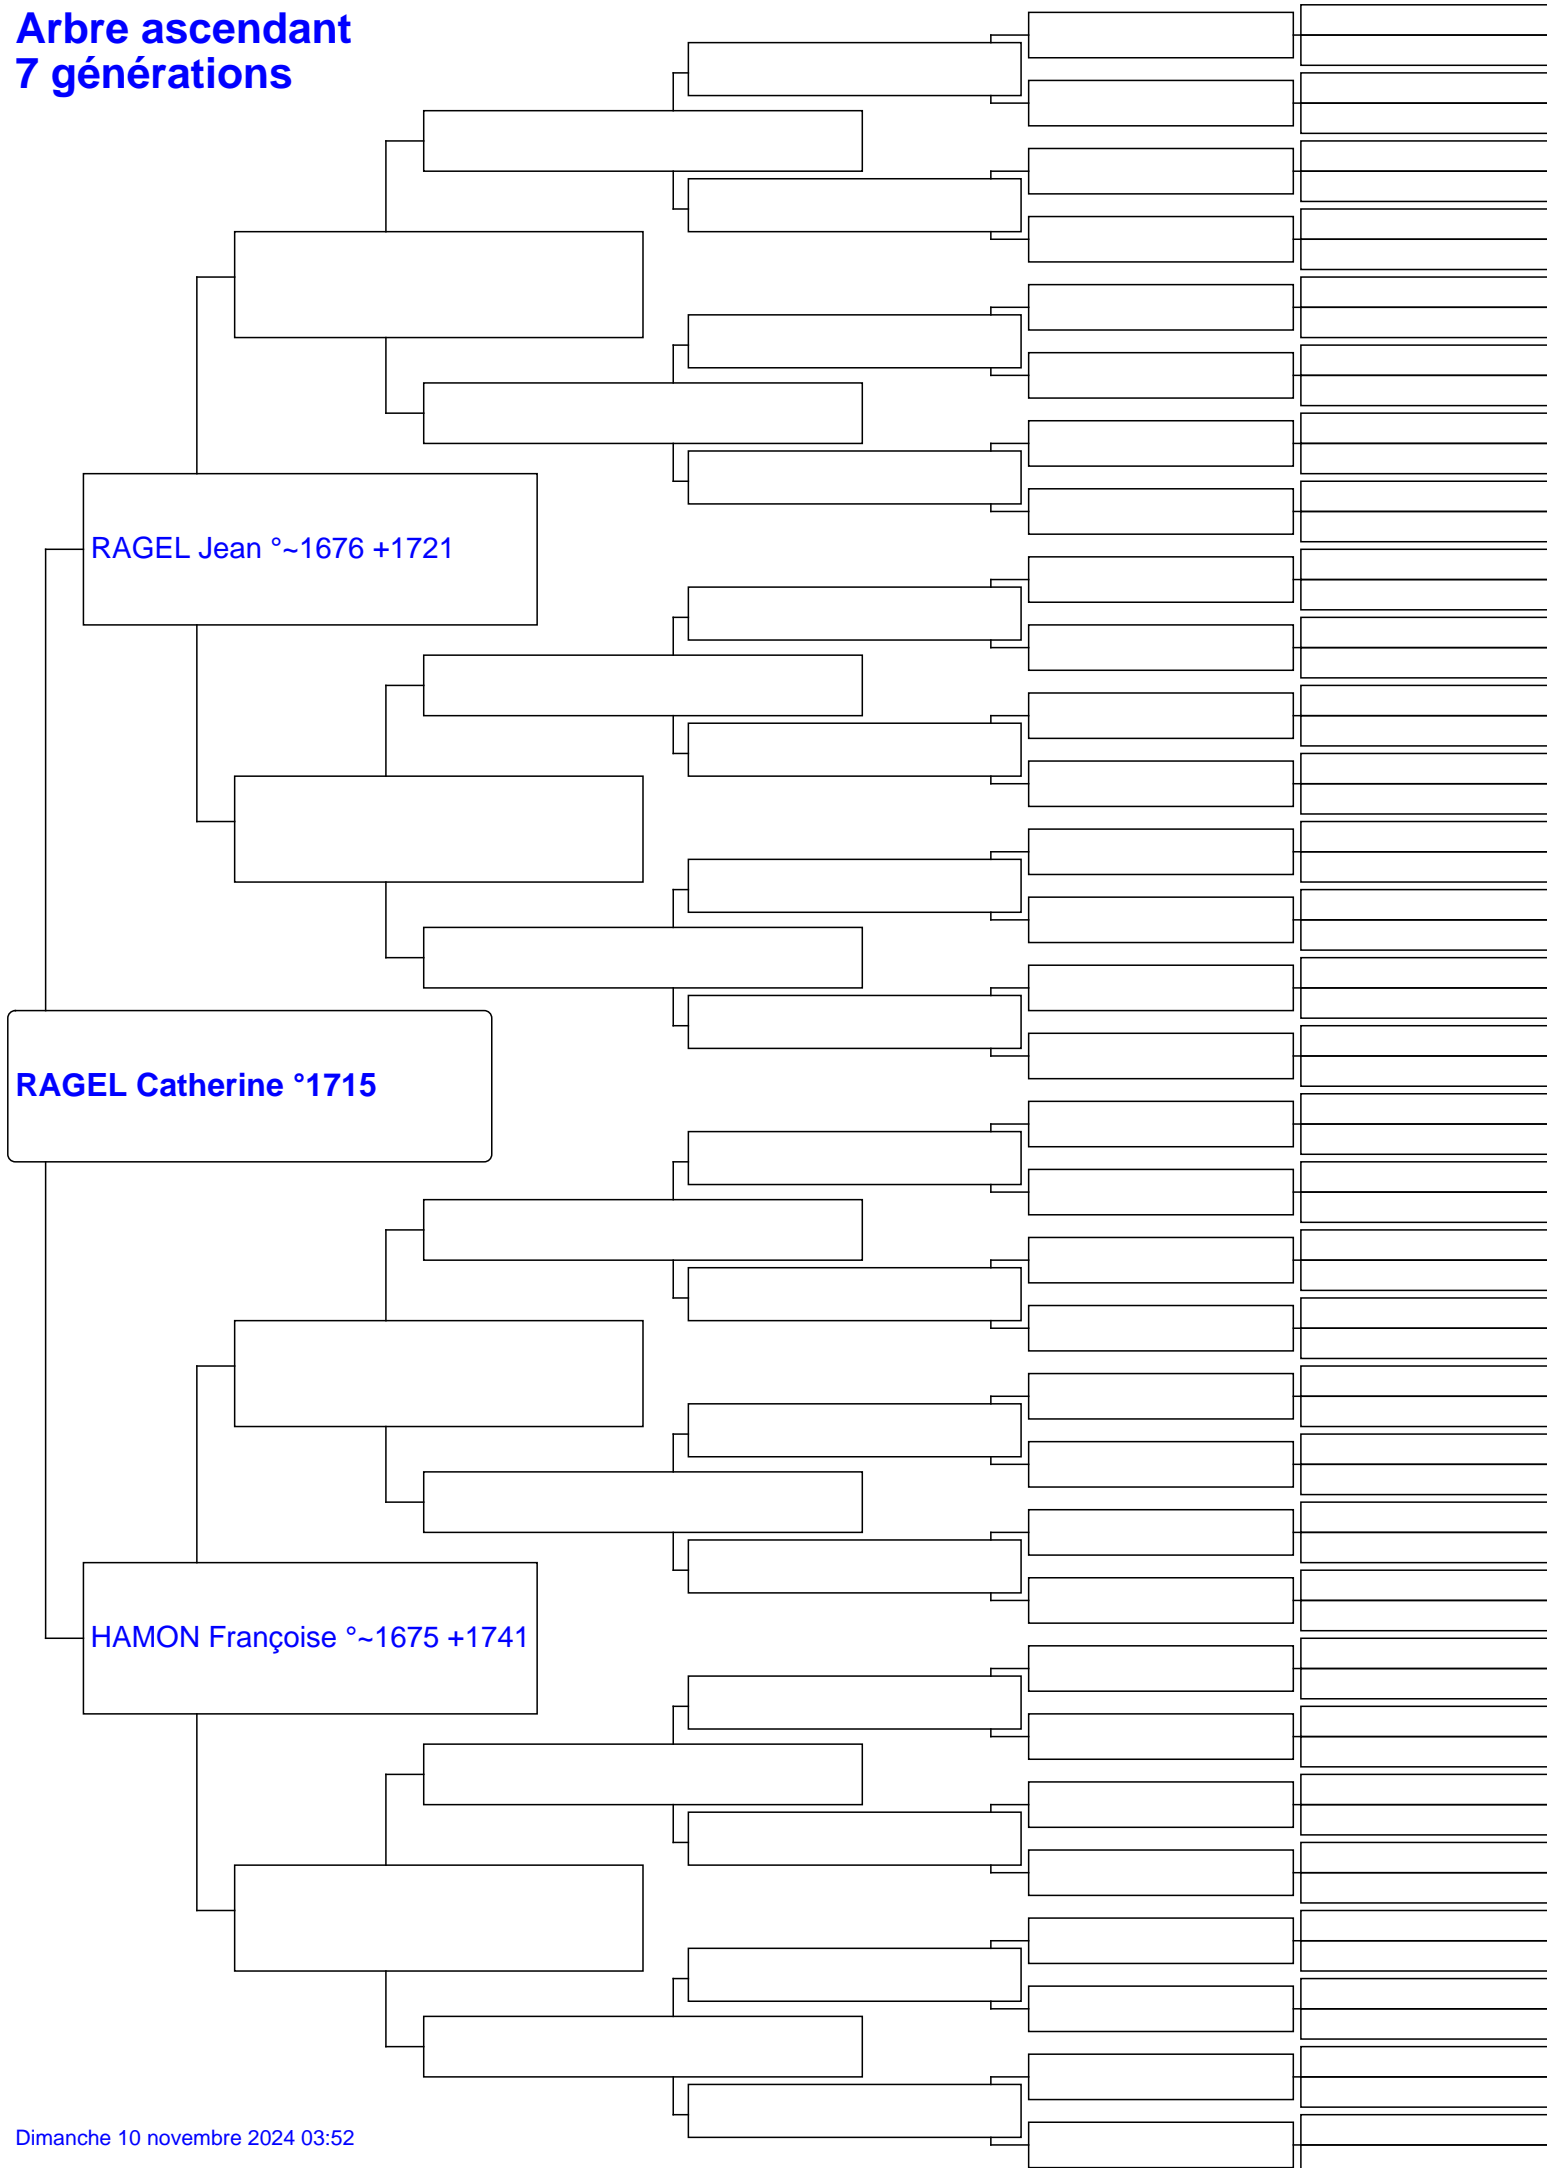 Arbre ascendant
7 générations
RAGEL Jean °~1676 +1721
RAGEL Catherine °1715
HAMON Françoise °~1675 +1741
Dimanche 10 novembre 2024 03:52